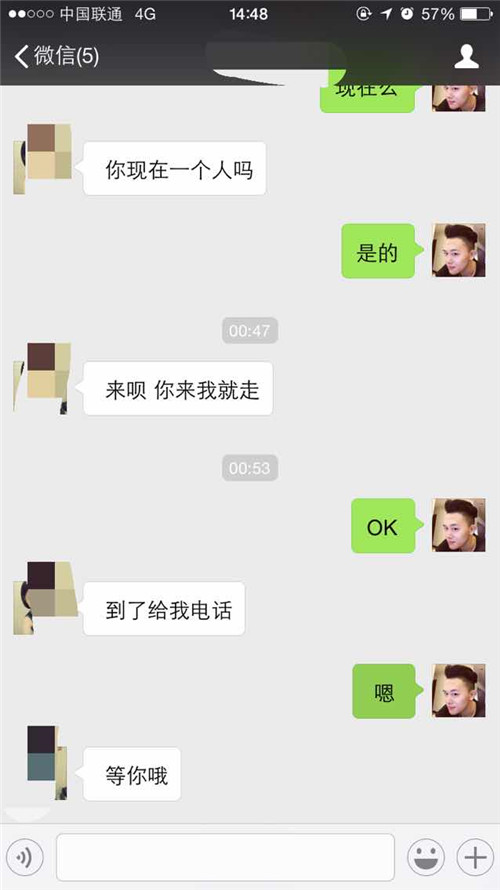 中国联通 4G 14:48 57%
微信(5)
现在么
你现在一个人吗
是的
00:47
来呗 你来我就走
00:53
OK
到了给我电话
嗯
等你哦